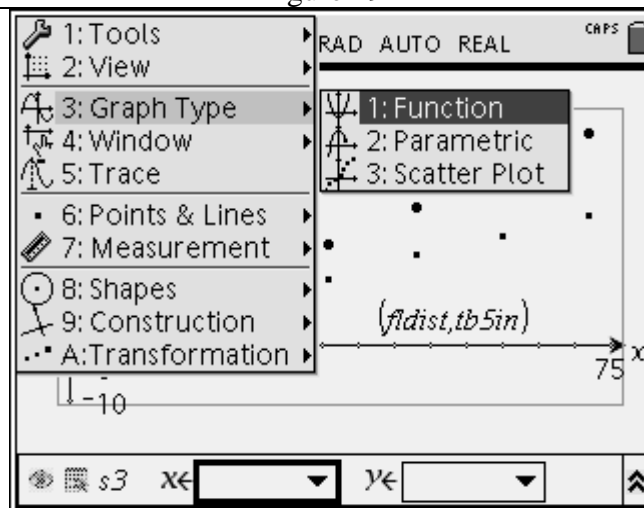 1: Tools
2: View
RAD AUTO REAL
CAPS
3: Graph Type
1: Function
4: Window
2: Parametric
5: Trace
3: Scatter Plot
6: Points & Lines
7: Measurement
8: Shapes
9: Construction
(fldist,tb5in)
A:Transformation
75
x
-10
s3 x← y←